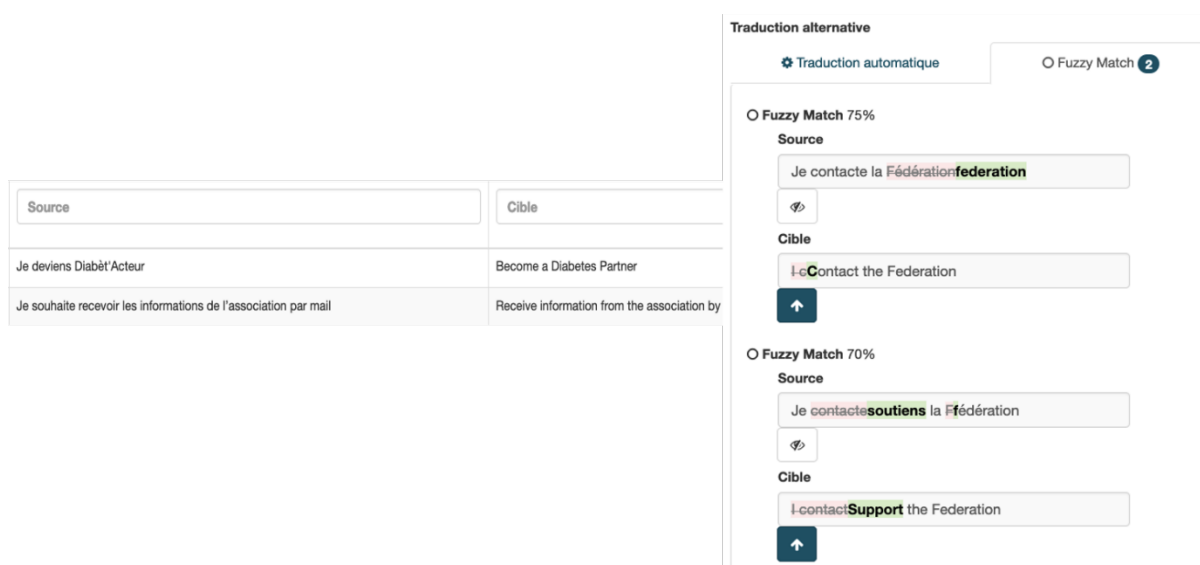 Source
Cible
Je deviens Diabèt'Acteur
Become a Diabetes Partner
Je souhaite recevoir les informations de l'association par mail
Receive information from the association by
Traduction alternative
Traduction automatique
Fuzzy Match 2
Fuzzy Match 75%
Source
Je contacte la Fédérationfederation
Cible
I cContact the Federation
Fuzzy Match 70%
Source
Je contactesoutiens la Ffédération
Cible
I contactSupport the Federation